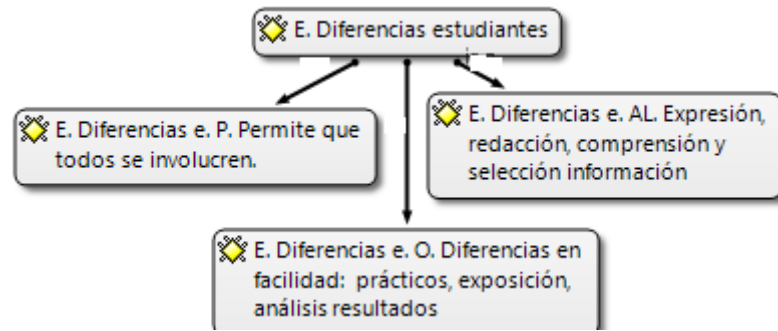 E. Diferencias estudiantes
E. Diferencias e. P. Permite que
todos se involucren.
E. Diferencias e. AL. Expresión,
redacción, comprensión y
selección información
E. Diferencias e. O. Diferencias en
facilidad: prácticos, exposición,
análisis resultados